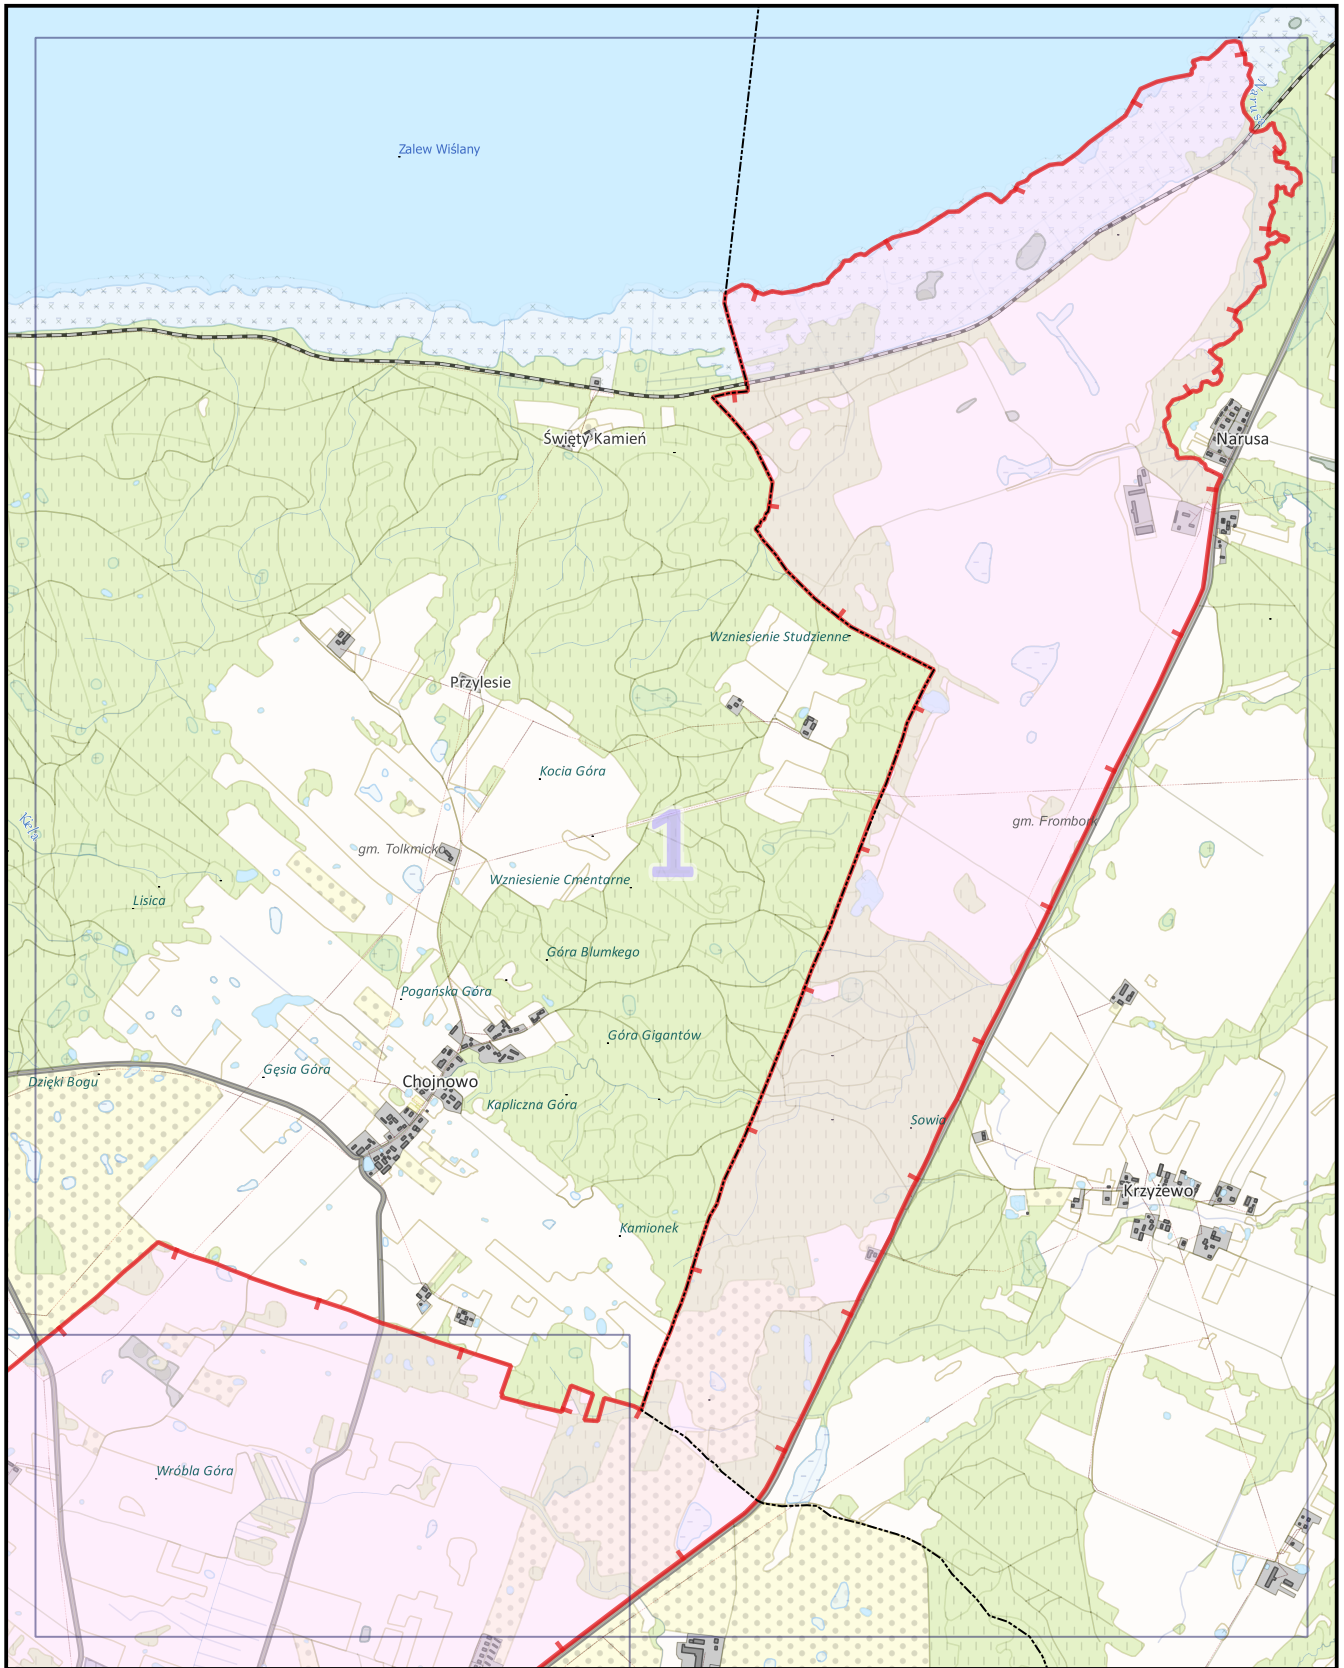 Zalew Wiślany
Narusa
Święty Kamień
Narusa
Wzniesienie Studzienne
Przylesie
Kocia Góra
1
gm. Frombork
Kiela
gm. Tolkmicko
Wzniesienie Cmentarne
Lisica
Góra Blumkego
Pogańska Góra
Góra Gigantów
Gęsia Góra
Dzięki Bogu
Chojnowo
Kapliczna Góra
Sowia
Krzyżewo
Kamionek
Wróbla Góra